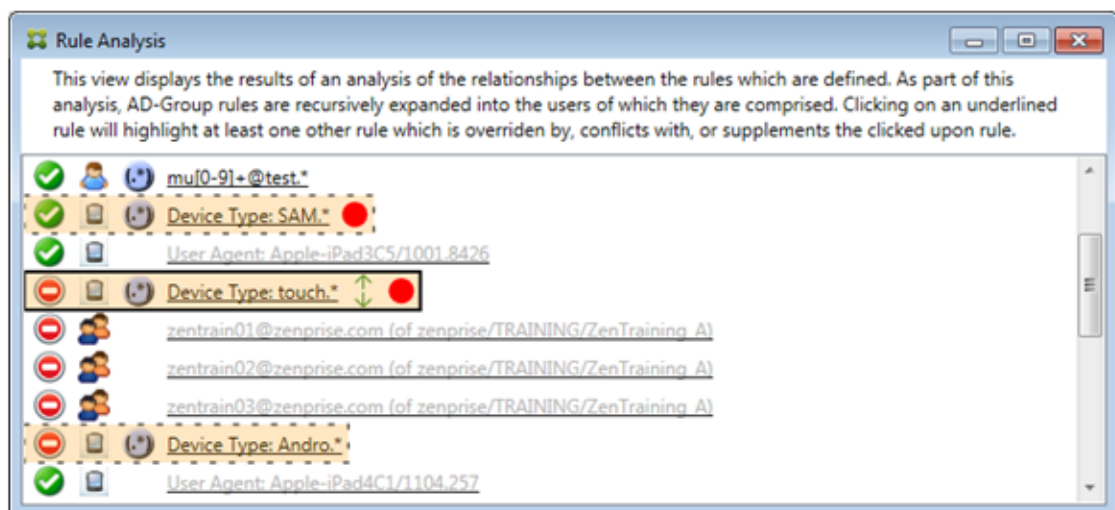 Rule Analysis
This view displays the results of an analysis of the relationships between the rules which are defined. As part of this
analysis, AD-Group rules are recursively expanded into the users of which they are comprised. Clicking on an underlined
rule will highlight at least one other rule which is overriden by, conflicts with, or supplements the clicked upon rule.
(.*) mu[0-9]+@test.*
(.*) Device Type: SAM.*
User Agent: Apple-iPad3C5/1001.8426
(.*) Device Type: touch.*
zentrain01@zenprise.com (of zenprise/TRAINING/ZenTraining A)
zentrain02@zenprise.com (of zenprise/TRAINING/ZenTraining A)
zentrain03@zenprise.com (of zenprise/TRAINING/ZenTraining A)
(.*) Device Type: Andro.*
User Agent: Apple-iPad4C1/1104.257